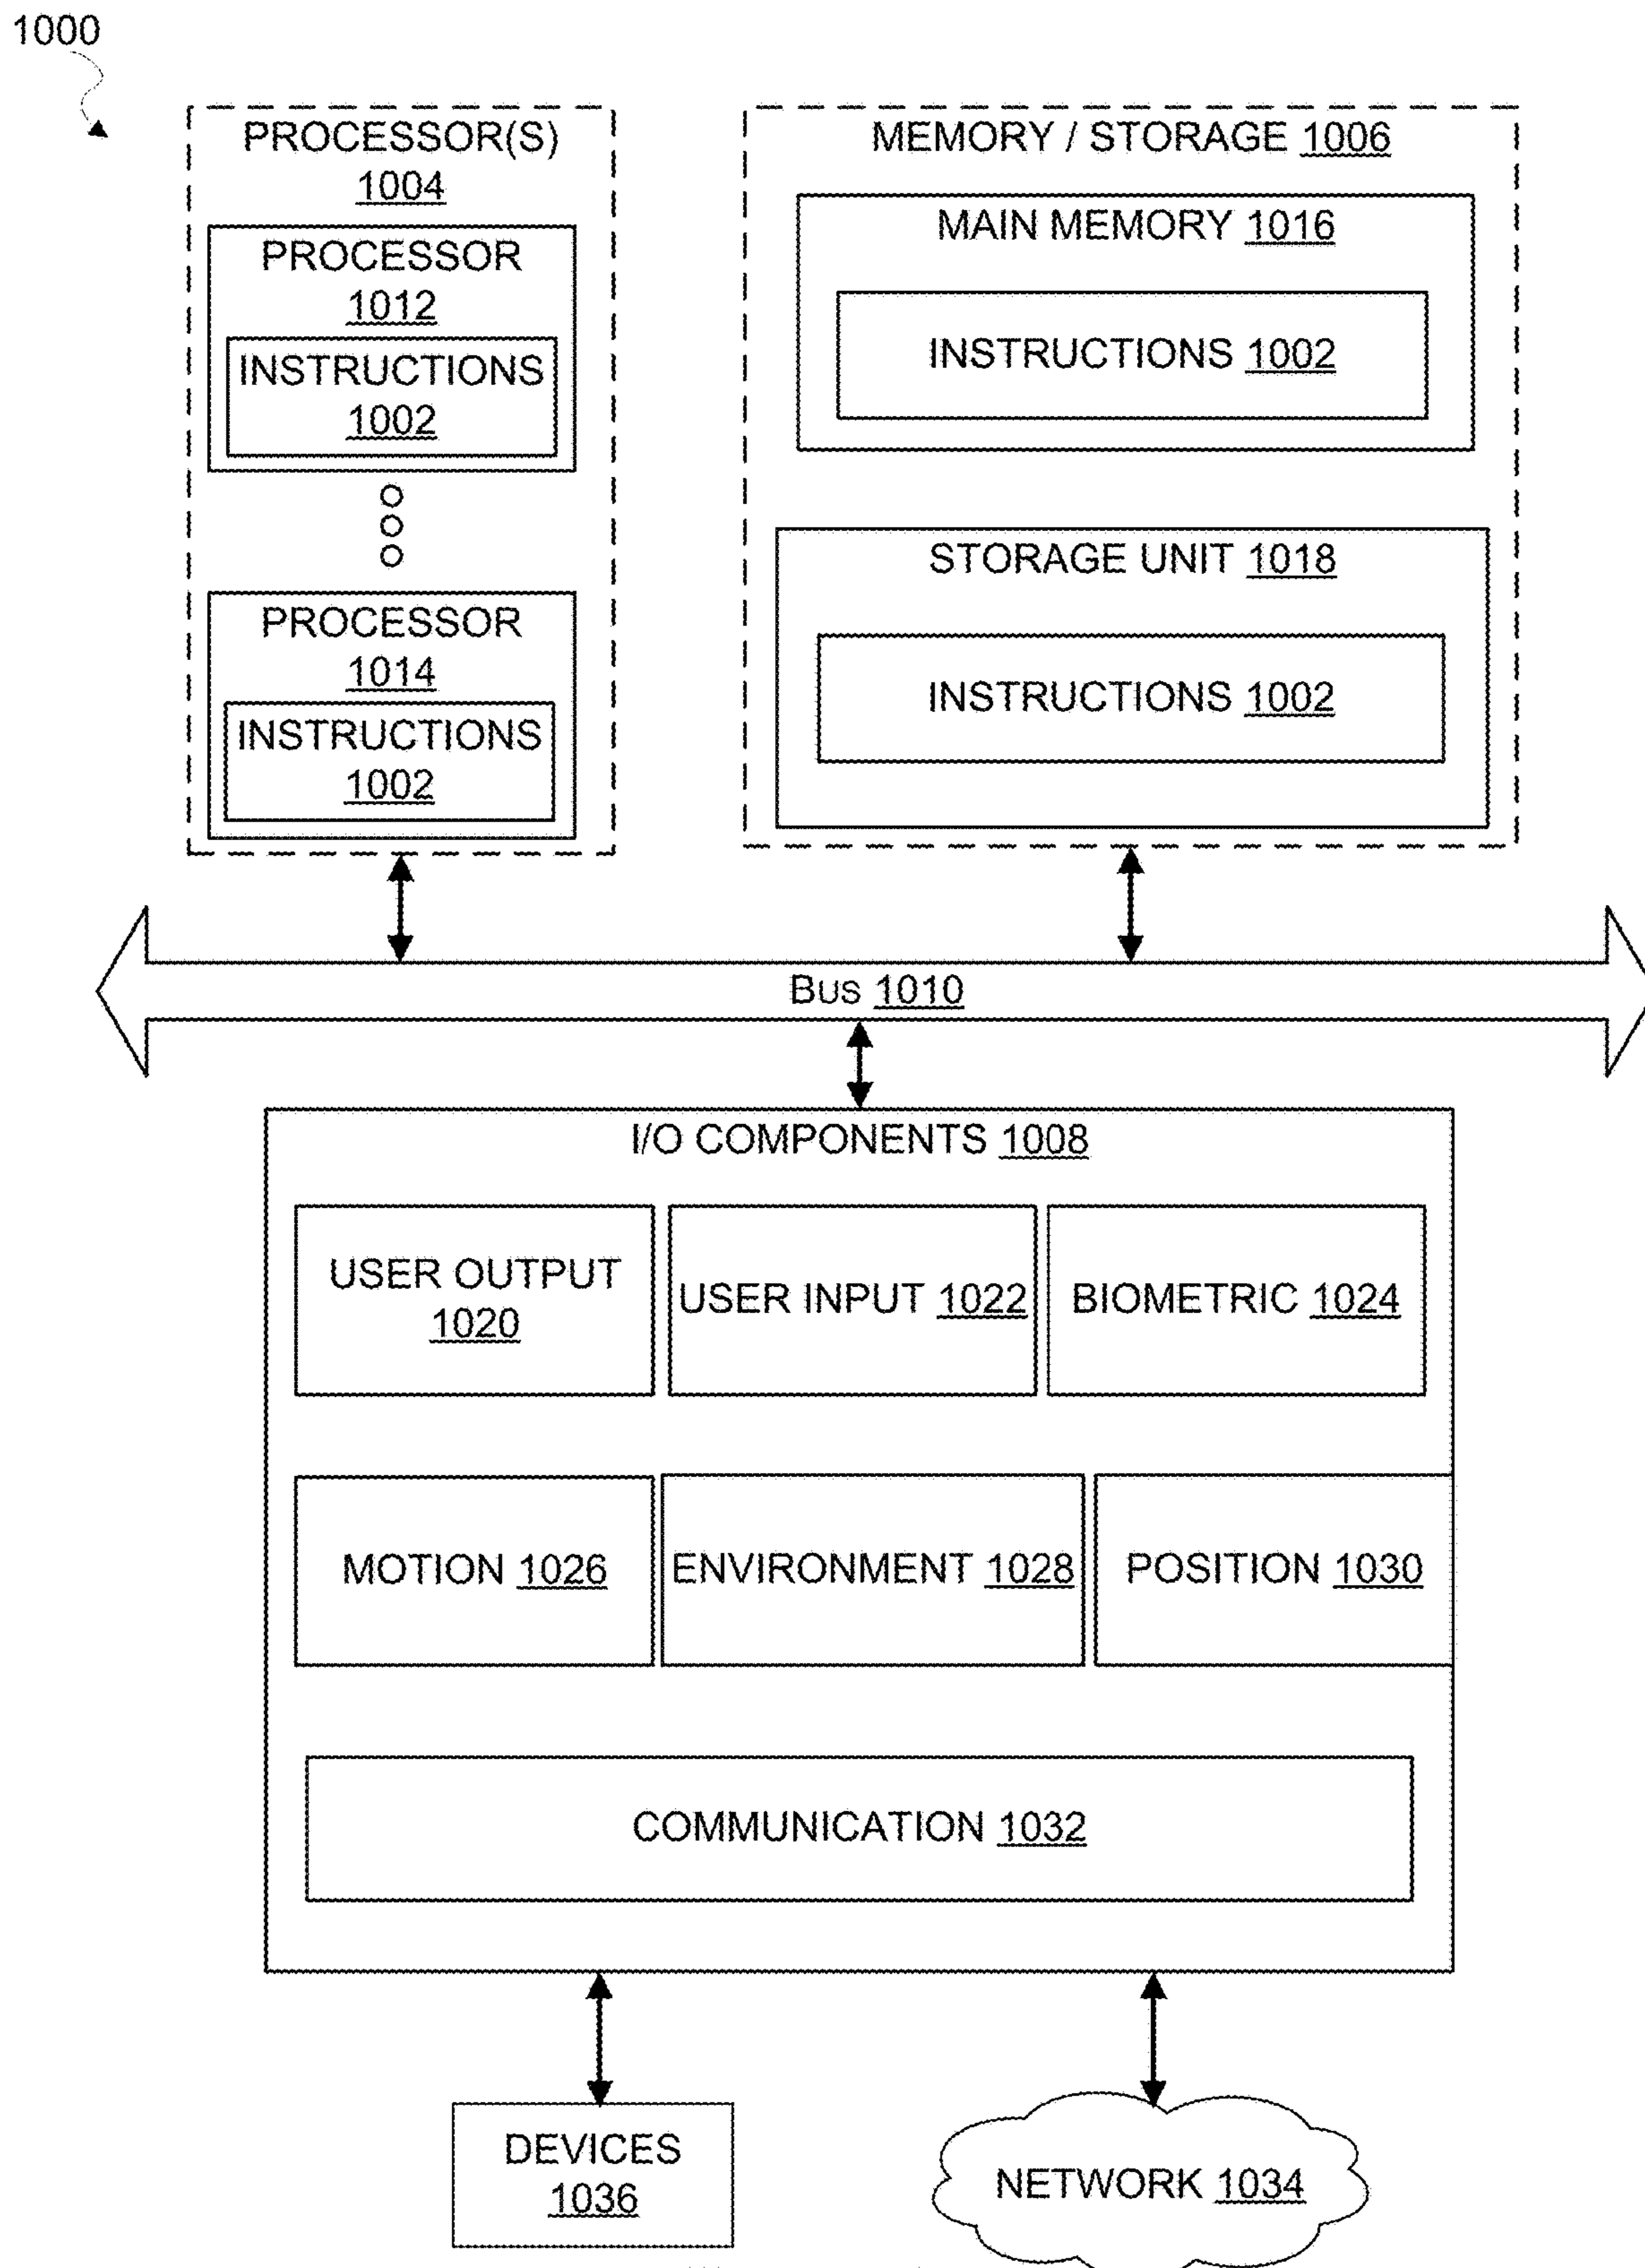 1000
PROCESSOR(S)
1004
PROCESSOR
1012
INSTRUCTIONS
1002
PROCESSOR
1014
INSTRUCTIONS
1002
MEMORY / STORAGE 1006
MAIN MEMORY 1016
INSTRUCTIONS 1002
STORAGE UNIT 1018
INSTRUCTIONS 1002
BUS 1010
I/O COMPONENTS 1008
USER OUTPUT
1020
USER INPUT 1022
BIOMETRIC 1024
MOTION 1026
ENVIRONMENT 1028
POSITION 1030
COMMUNICATION 1032
DEVICES
1036
NETWORK 1034